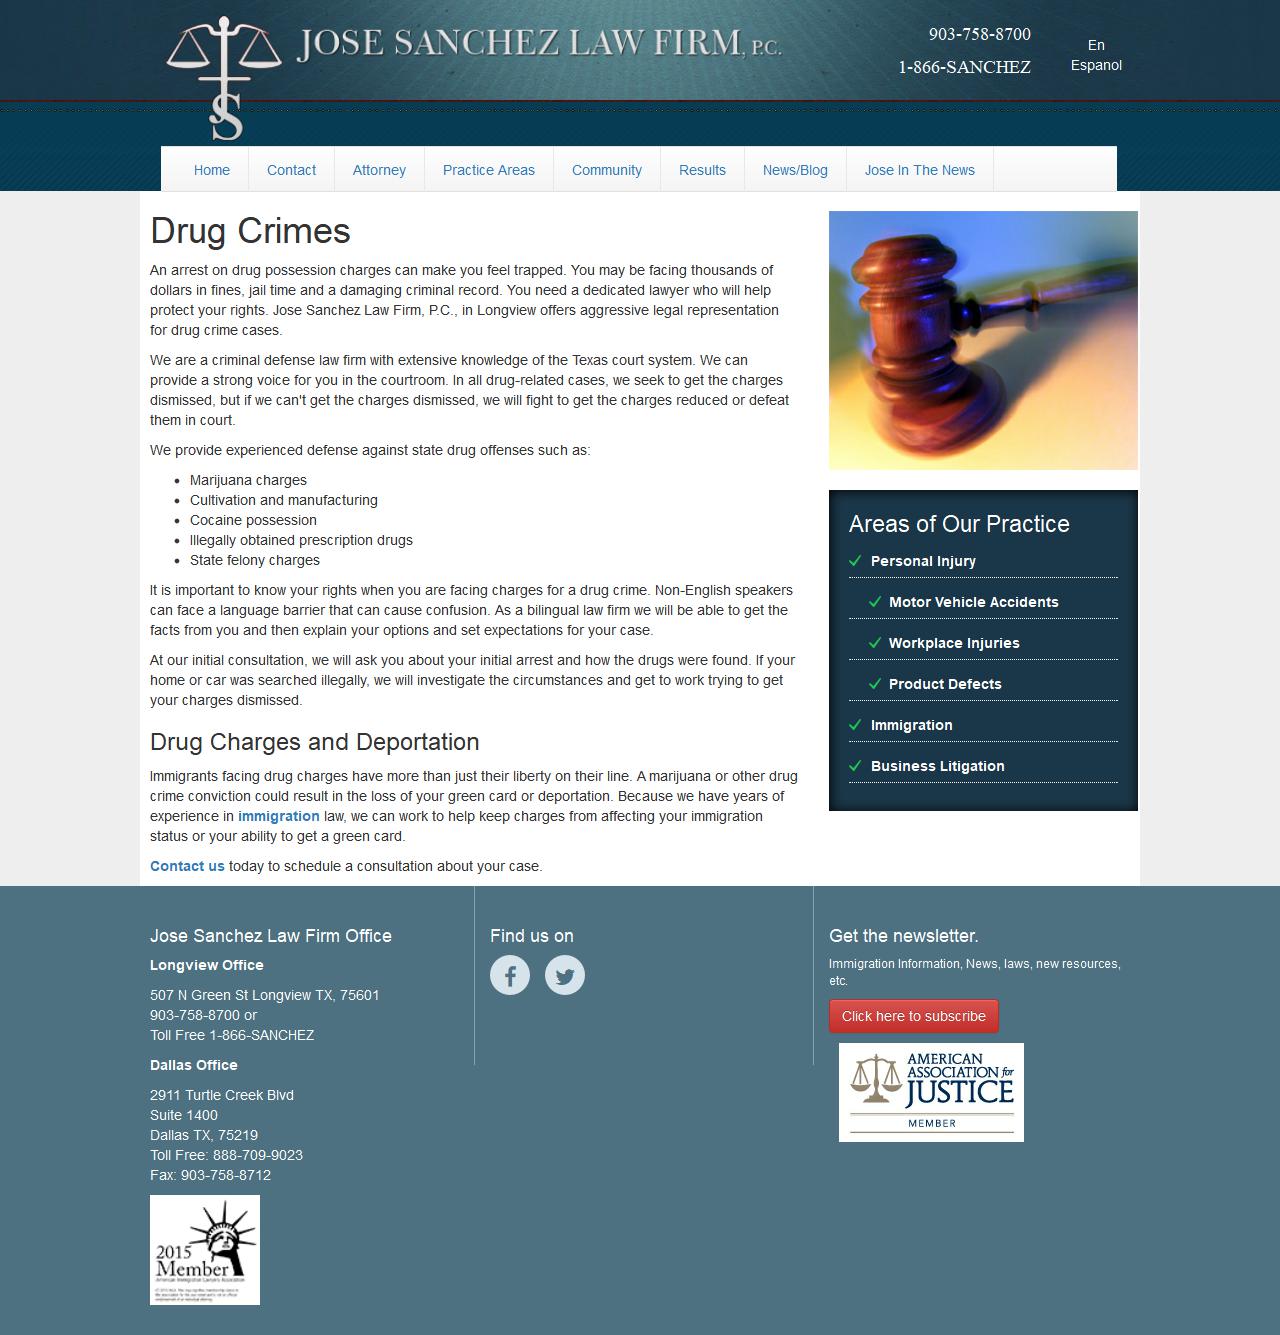 JOSE SANCHEZ LAW FIRM, P.C.
903-758-8700
1-866-SANCHEZ
En
Espanol
JS
Home
Contact
Attorney
Practice Areas
Community
Results
News/Blog
Jose In The News
Drug Crimes
An arrest on drug possession charges can make you feel trapped. You may be facing thousands of
dollars in fines, jail time and a damaging criminal record. You need a dedicated lawyer who will help
protect your rights. Jose Sanchez Law Firm, P.C., in Longview offers aggressive legal representation
for drug crime cases.
We are a criminal defense law firm with extensive knowledge of the Texas court system. We can
provide a strong voice for you in the courtroom. In all drug-related cases, we seek to get the charges
dismissed, but if we can't get the charges dismissed, we will fight to get the charges reduced or defeat
them in court.
We provide experienced defense against state drug offenses such as:
Marijuana charges
Cultivation and manufacturing
Cocaine possession
Illegally obtained prescription drugs
State felony charges
It is important to know your rights when you are facing charges for a drug crime. Non-English speakers
can face a language barrier that can cause confusion. As a bilingual law firm we will be able to get the
facts from you and then explain your options and set expectations for your case.
At our initial consultation, we will ask you about your initial arrest and how the drugs were found. If your
home or car was searched illegally, we will investigate the circumstances and get to work trying to get
your charges dismissed.
Drug Charges and Deportation
Immigrants facing drug charges have more than just their liberty on their line. A marijuana or other drug
crime conviction could result in the loss of your green card or deportation. Because we have years of
experience in immigration law, we can work to help keep charges from affecting your immigration
status or your ability to get a green card.
Contact us today to schedule a consultation about your case.
Areas of Our Practice
Personal Injury
Motor Vehicle Accidents
Workplace Injuries
Product Defects
Immigration
Business Litigation
Jose Sanchez Law Firm Office
Longview Office
507 N Green St Longview TX, 75601
903-758-8700 or
Toll Free 1-866-SANCHEZ
Dallas Office
2911 Turtle Creek Blvd
Suite 1400
Dallas TX, 75219
Toll Free: 888-709-9023
Fax: 903-758-8712
2015
Member
American Immigration Lawyers Association
Find us on
Get the newsletter.
Immigration Information, News, laws, new resources,
etc.
Click here to subscribe
AMERICAN
ASSOCIATION for
JUSTICE
MEMBER